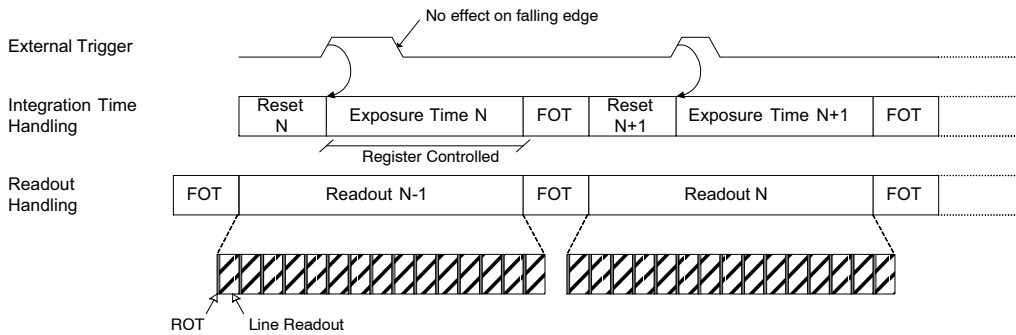 No effect on falling edge
External Trigger
Integration Time
Handling
Reset
N
Exposure Time N
FOT
Reset
N+1
Exposure Time N+1
FOT
Register Controlled
Readout
Handling
FOT
Readout N-1
FOT
Readout N
FOT
ROT
Line Readout